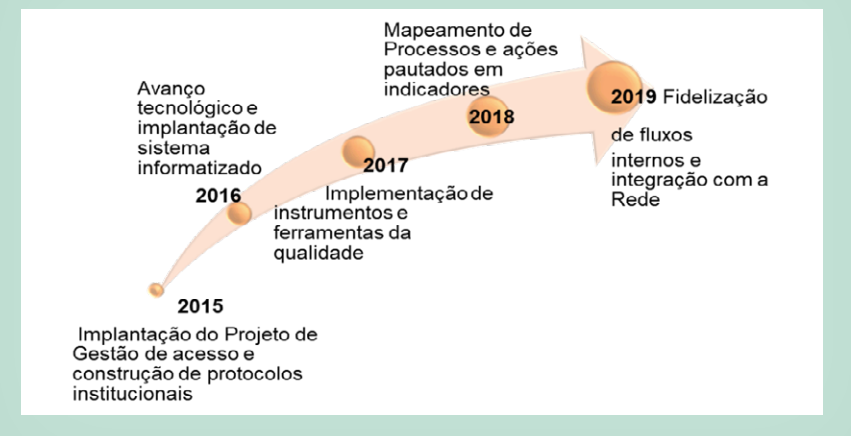 2015
Implantação do Projeto de
Gestão de acesso e
construção de protocolos
institucionais
Avanço
tecnológico e
implantação de
sistema
informatizado
2016
2017
Implementação de
instrumentos e
ferramentas da
qualidade
Mapeamento de
Processos e ações
pautados em
indicadores
2018
2019 Fidelização
de fluxos
internos e
integração com a
Rede